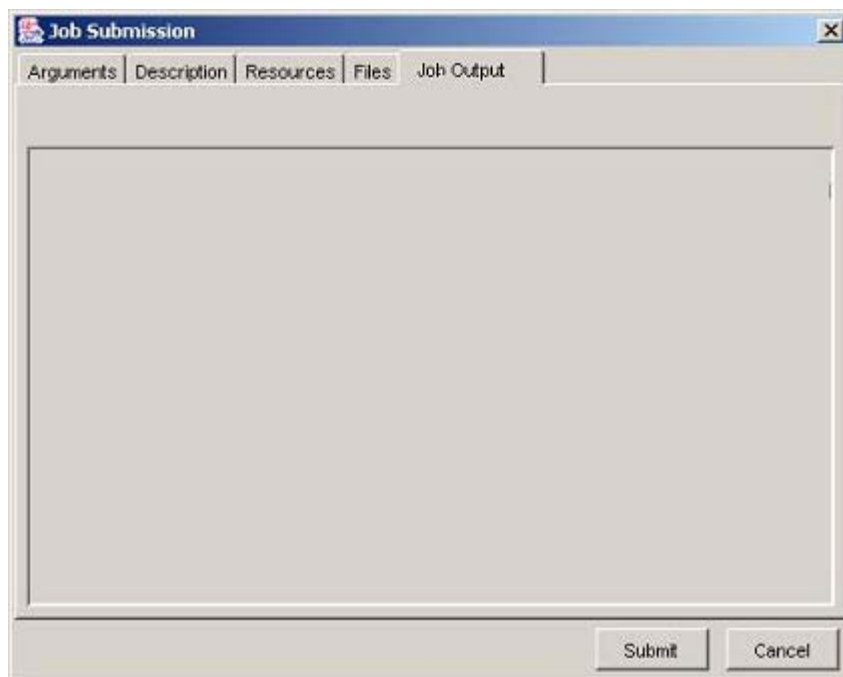 Job Submission
Arguments Description Resources Files Job Output
Submit Cancel